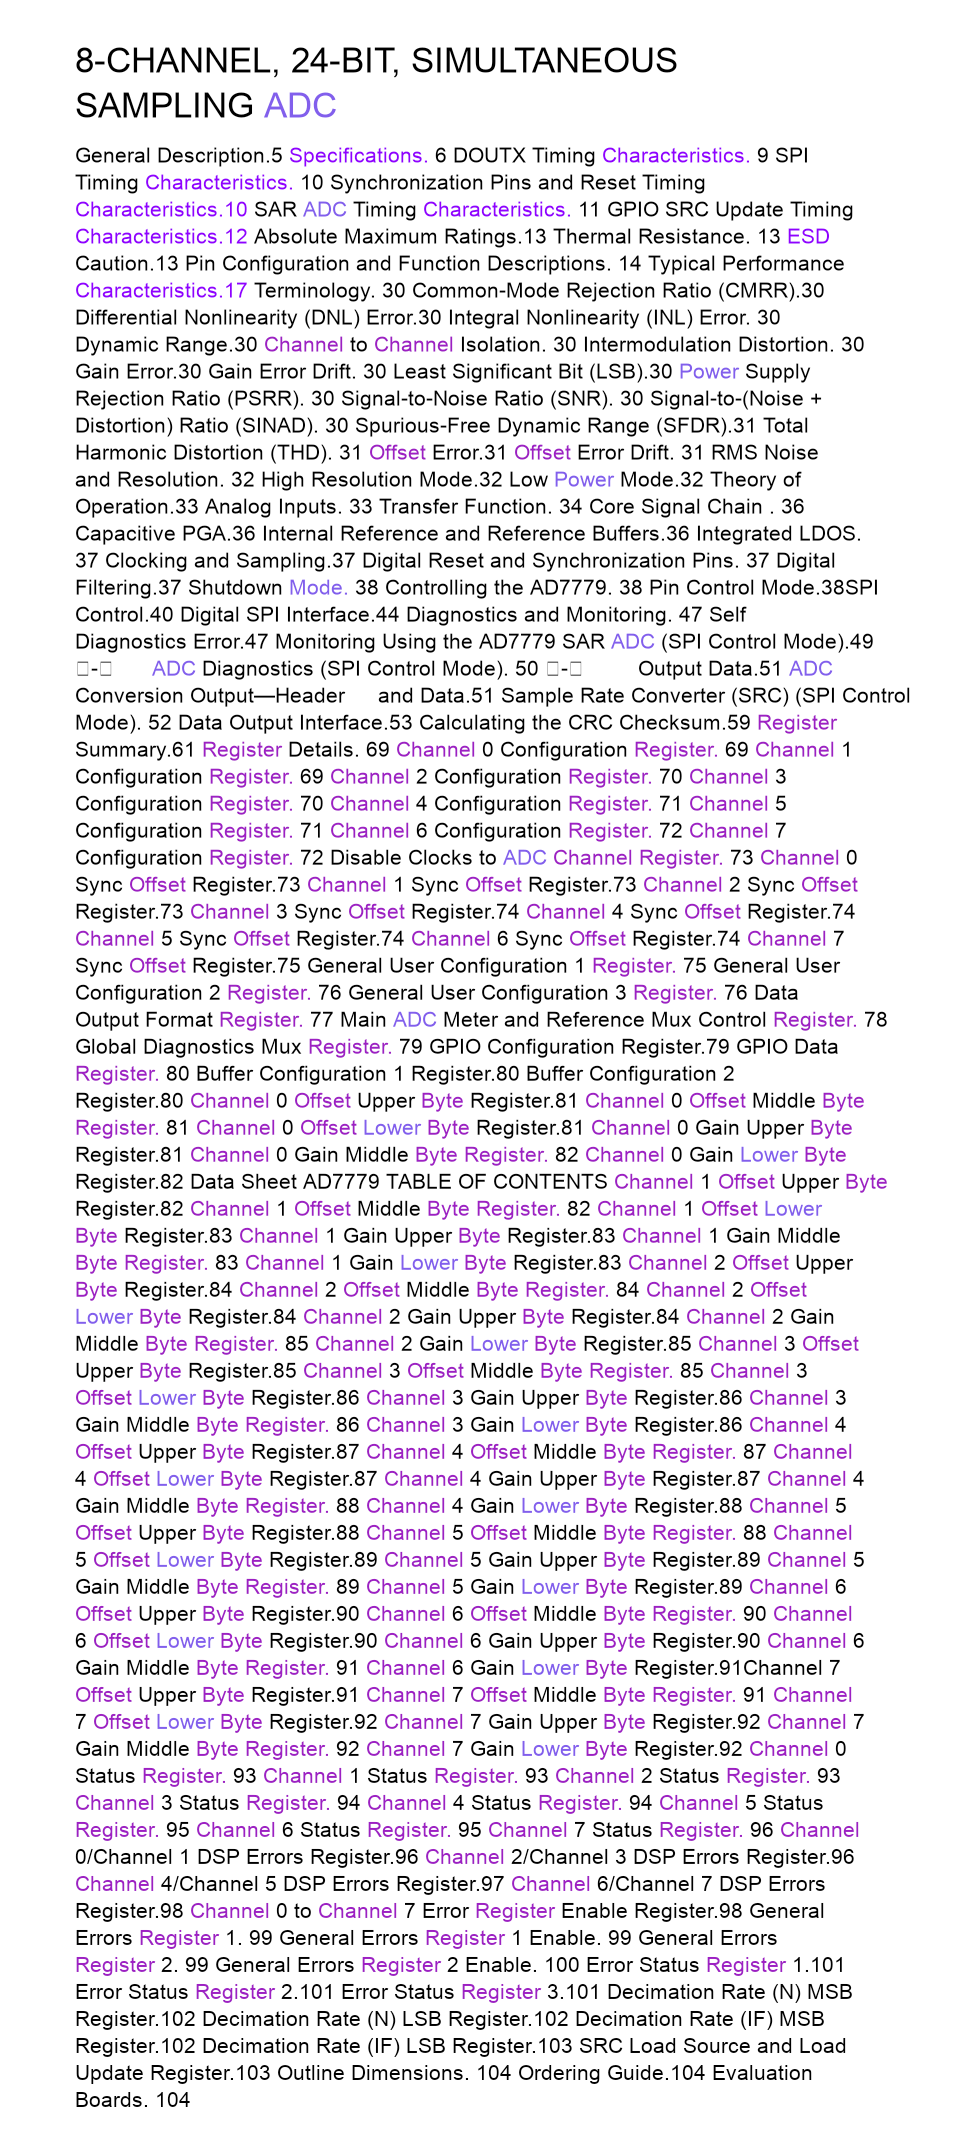 8-CHANNEL, 24-BIT, SIMULTANEOUS
SAMPLING ADC
General Description.5 Specifications. 6 DOUTX Timing Characteristics. 9 SPI
Timing Characteristics. 10 Synchronization Pins and Reset Timing
Characteristics.10 SAR ADC Timing Characteristics. 11 GPIO SRC Update Timing
Characteristics.12 Absolute Maximum Ratings.13 Thermal Resistance. 13 ESD
Caution.13 Pin Configuration and Function Descriptions. 14 Typical Performance
Characteristics.17 Terminology. 30 Common-Mode Rejection Ratio (CMRR).30
Differential Nonlinearity (DNL) Error.30 Integral Nonlinearity (INL) Error. 30
Dynamic Range.30 Channel to Channel Isolation. 30 Intermodulation Distortion. 30
Gain Error.30 Gain Error Drift. 30 Least Significant Bit (LSB).30 Power Supply
Rejection Ratio (PSRR). 30 Signal-to-Noise Ratio (SNR). 30 Signal-to-(Noise +
Distortion) Ratio (SINAD). 30 Spurious-Free Dynamic Range (SFDR).31 Total
Harmonic Distortion (THD). 31 Offset Error.31 Offset Error Drift. 31 RMS Noise
and Resolution. 32 High Resolution Mode.32 Low Power Mode.32 Theory of
Operation.33 Analog Inputs. 33 Transfer Function. 34 Core Signal Chain . 36
Capacitive PGA.36 Internal Reference and Reference Buffers.36 Integrated LDOS.
37 Clocking and Sampling.37 Digital Reset and Synchronization Pins. 37 Digital
Filtering.37 Shutdown Mode. 38 Controlling the AD7779. 38 Pin Control Mode.38SPI
Control.40 Digital SPI Interface.44 Diagnostics and Monitoring. 47 Self
Diagnostics Error.47 Monitoring Using the AD7779 SAR ADC (SPI Control Mode).49
□-□ ADC Diagnostics (SPI Control Mode). 50 □-□ Output Data.51 ADC
Conversion Output—Header and Data.51 Sample Rate Converter (SRC) (SPI Control
Mode). 52 Data Output Interface.53 Calculating the CRC Checksum.59 Register
Summary.61 Register Details. 69 Channel 0 Configuration Register. 69 Channel 1
Configuration Register. 69 Channel 2 Configuration Register. 70 Channel 3
Configuration Register. 70 Channel 4 Configuration Register. 71 Channel 5
Configuration Register. 71 Channel 6 Configuration Register. 72 Channel 7
Configuration Register. 72 Disable Clocks to ADC Channel Register. 73 Channel 0
Sync Offset Register.73 Channel 1 Sync Offset Register.73 Channel 2 Sync Offset
Register.73 Channel 3 Sync Offset Register.74 Channel 4 Sync Offset Register.74
Channel 5 Sync Offset Register.74 Channel 6 Sync Offset Register.74 Channel 7
Sync Offset Register.75 General User Configuration 1 Register. 75 General User
Configuration 2 Register. 76 General User Configuration 3 Register. 76 Data
Output Format Register. 77 Main ADC Meter and Reference Mux Control Register. 78
Global Diagnostics Mux Register. 79 GPIO Configuration Register.79 GPIO Data
Register. 80 Buffer Configuration 1 Register.80 Buffer Configuration 2
Register.80 Channel 0 Offset Upper Byte Register.81 Channel 0 Offset Middle Byte
Register. 81 Channel 0 Offset Lower Byte Register.81 Channel 0 Gain Upper Byte
Register.81 Channel 0 Gain Middle Byte Register. 82 Channel 0 Gain Lower Byte
Register.82 Data Sheet AD7779 TABLE OF CONTENTS Channel 1 Offset Upper Byte
Register.82 Channel 1 Offset Middle Byte Register. 82 Channel 1 Offset Lower
Byte Register.83 Channel 1 Gain Upper Byte Register.83 Channel 1 Gain Middle
Byte Register. 83 Channel 1 Gain Lower Byte Register.83 Channel 2 Offset Upper
Byte Register.84 Channel 2 Offset Middle Byte Register. 84 Channel 2 Offset
Lower Byte Register.84 Channel 2 Gain Upper Byte Register.84 Channel 2 Gain
Middle Byte Register. 85 Channel 2 Gain Lower Byte Register.85 Channel 3 Offset
Upper Byte Register.85 Channel 3 Offset Middle Byte Register. 85 Channel 3
Offset Lower Byte Register.86 Channel 3 Gain Upper Byte Register.86 Channel 3
Gain Middle Byte Register. 86 Channel 3 Gain Lower Byte Register.86 Channel 4
Offset Upper Byte Register.87 Channel 4 Offset Middle Byte Register. 87 Channel
4 Offset Lower Byte Register.87 Channel 4 Gain Upper Byte Register.87 Channel 4
Gain Middle Byte Register. 88 Channel 4 Gain Lower Byte Register.88 Channel 5
Offset Upper Byte Register.88 Channel 5 Offset Middle Byte Register. 88 Channel
5 Offset Lower Byte Register.89 Channel 5 Gain Upper Byte Register.89 Channel 5
Gain Middle Byte Register. 89 Channel 5 Gain Lower Byte Register.89 Channel 6
Offset Upper Byte Register.90 Channel 6 Offset Middle Byte Register. 90 Channel
6 Offset Lower Byte Register.90 Channel 6 Gain Upper Byte Register.90 Channel 6
Gain Middle Byte Register. 91 Channel 6 Gain Lower Byte Register.91Channel 7
Offset Upper Byte Register.91 Channel 7 Offset Middle Byte Register. 91 Channel
7 Offset Lower Byte Register.92 Channel 7 Gain Upper Byte Register.92 Channel 7
Gain Middle Byte Register. 92 Channel 7 Gain Lower Byte Register.92 Channel 0
Status Register. 93 Channel 1 Status Register. 93 Channel 2 Status Register. 93
Channel 3 Status Register. 94 Channel 4 Status Register. 94 Channel 5 Status
Register. 95 Channel 6 Status Register. 95 Channel 7 Status Register. 96 Channel
0/Channel 1 DSP Errors Register.96 Channel 2/Channel 3 DSP Errors Register.96
Channel 4/Channel 5 DSP Errors Register.97 Channel 6/Channel 7 DSP Errors
Register.98 Channel 0 to Channel 7 Error Register Enable Register.98 General
Errors Register 1. 99 General Errors Register 1 Enable. 99 General Errors
Register 2. 99 General Errors Register 2 Enable. 100 Error Status Register 1.101
Error Status Register 2.101 Error Status Register 3.101 Decimation Rate (N) MSB
Register.102 Decimation Rate (N) LSB Register.102 Decimation Rate (IF) MSB
Register.102 Decimation Rate (IF) LSB Register.103 SRC Load Source and Load
Update Register.103 Outline Dimensions. 104 Ordering Guide.104 Evaluation
Boards. 104